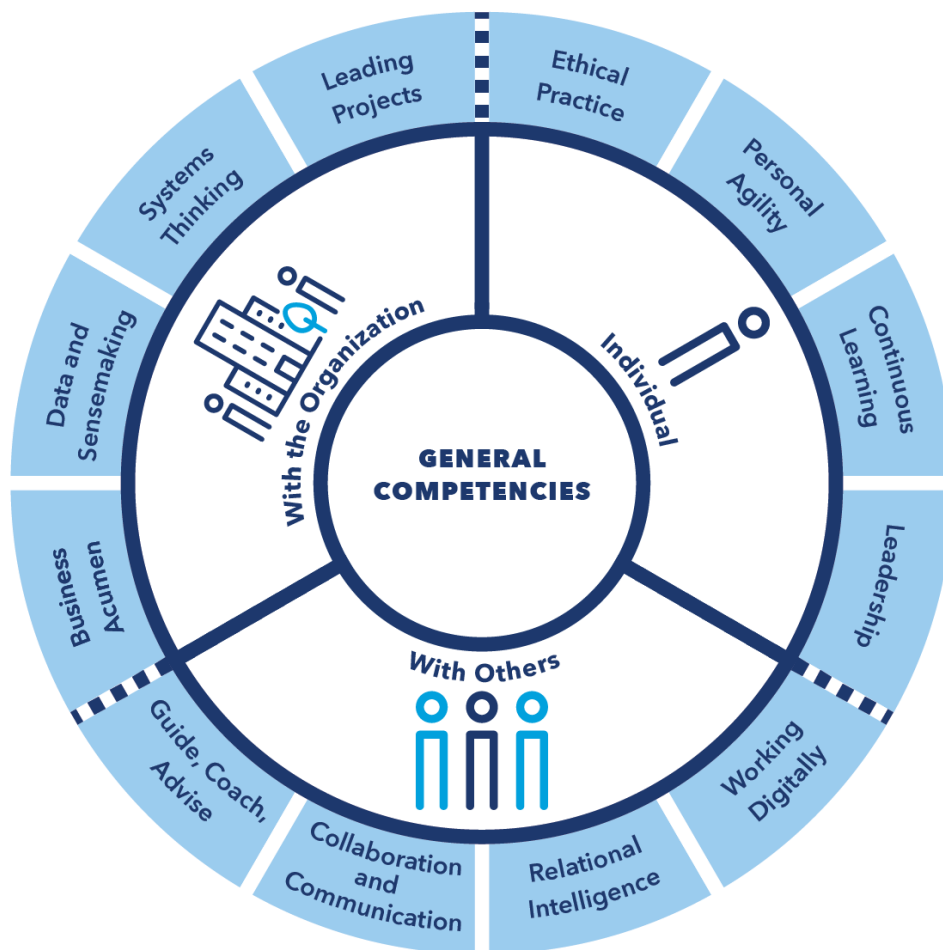 GENERAL
COMPETENCIES
Individual
Ethical
Practice
Personal
Agility
Continuous
Learning
Leadership
With Others
Working
Digitally
Relational
Intelligence
Collaboration
and
Communication
Guide, Coach,
Advise
With the Organization
Business
Acumen
Data and
Sensemaking
Systems
Thinking
Leading
Projects